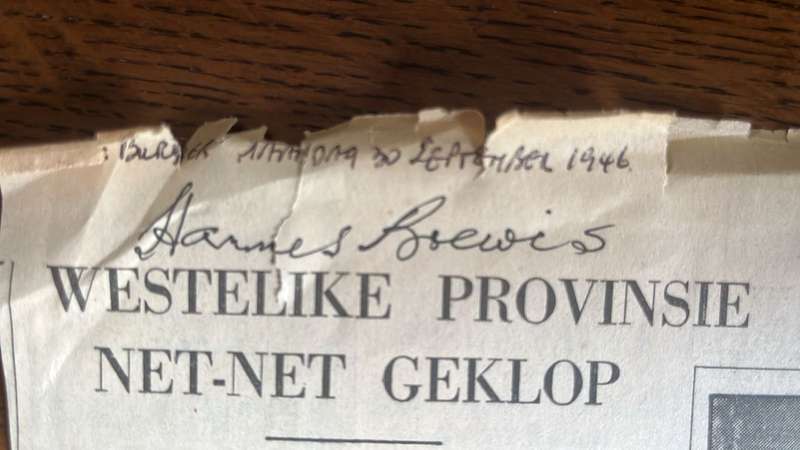 : BURGER MAANDAG 30 SEPTEMBER 1946.
Hannes Brewis
WESTELIKE PROVINSIE
NET-NET GEKLOP